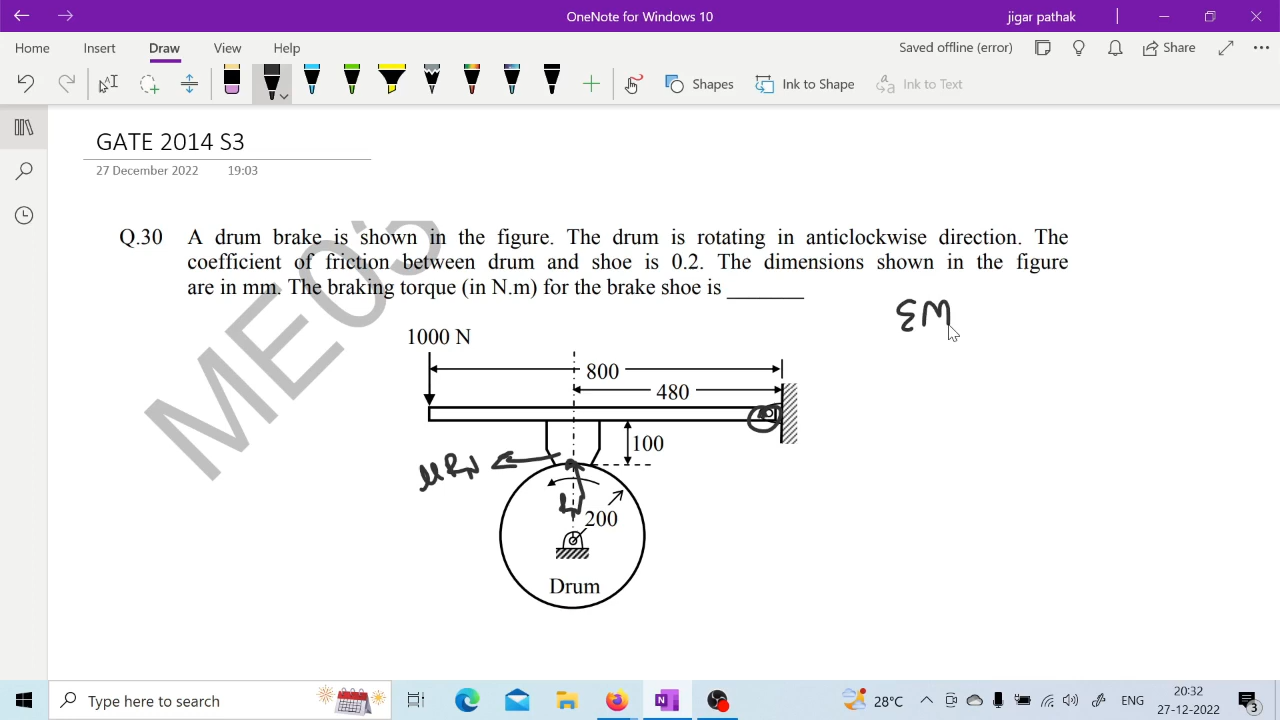 OneNote for Windows 10
jigar pathak
Home Insert Draw View Help
Saved offline (error) Share
Shapes Ink to Shape Ink to Text
GATE 2014 S3
27 December 2022 19:03
Q.30 A drum brake is shown in the figure. The drum is rotating in anticlockwise direction. The
coefficient of friction between drum and shoe is 0.2. The dimensions shown in the figure
are in mm. The braking torque (in N.m) for the brake shoe is ________
ΣM
1000 N
800
480
100
μRN
200
Drum
Type here to search
28°C ENG 20:32
27-12-2022 3